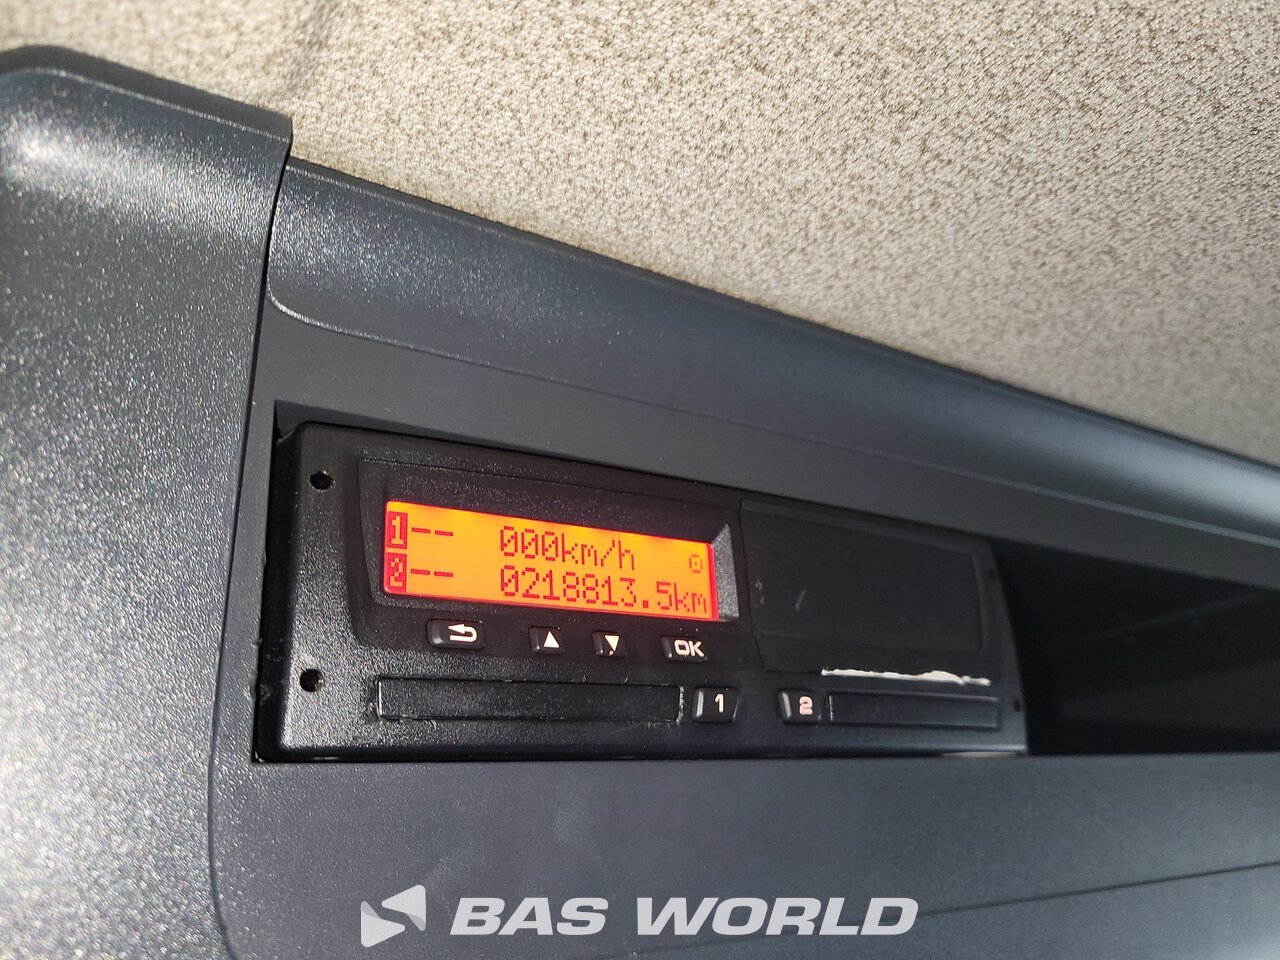 1-- 000km/h
2-- 0218813.5km
▲ ▼ OK
1 2
BAS WORLD